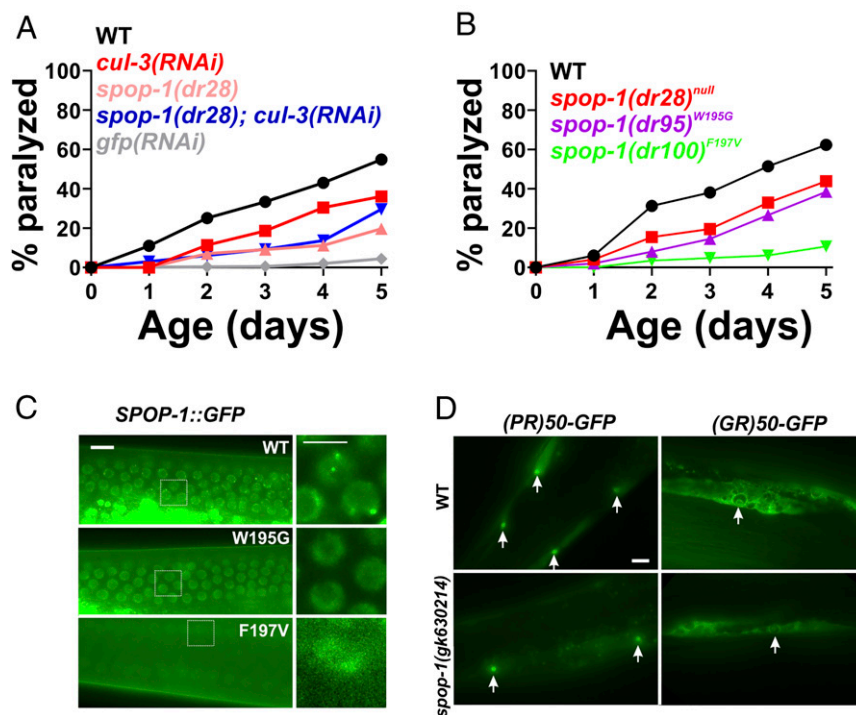 A
WT
cul-3(RNAi)
spop-1(dr28)
spop-1(dr28); cul-3(RNAi)
gfp(RNAi)
% paralyzed
100
80
60
40
20
0
0 1 2 3 4 5
Age (days)
B
WT
spop-1(dr28)null
spop-1(dr95)W195G
spop-1(dr100)F197V
% paralyzed
100
80
60
40
20
0
0 1 2 3 4 5
Age (days)
C
SPOP-1::GFP
WT
W195G
F197V
D
(PR)50-GFP (GR)50-GFP
WT
spop-1(gk630214)